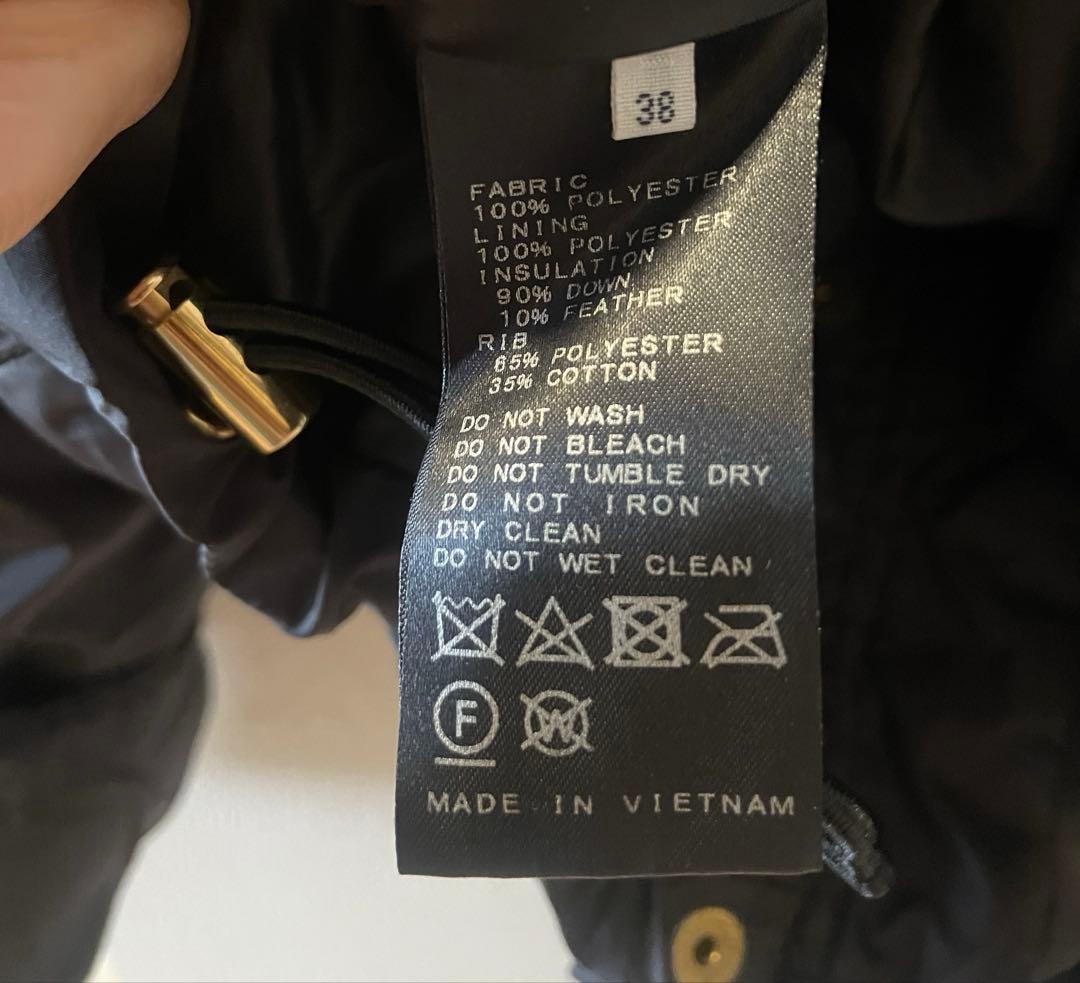 38
FABRIC
100% POLYESTER
LINING
100% POLYESTER
INSULATION
90% DOWN
10% FEATHER
RIB
65% POLYESTER
35% COTTON
DO NOT WASH
DO NOT BLEACH
DO NOT TUMBLE DRY
DO NOT IRON
DRY CLEAN
DO NOT WET CLEAN
F W
MADE IN VIETNAM